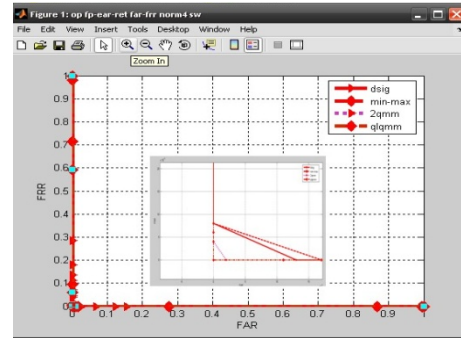 Figure 1: op fp-ear-ret far-frr norm4 sw
File Edit View Insert Tools Desktop Window Help
Zoom In
dsig
min-max
2qmm
qlqmm
1
0.9
0.8
0.7
0.6
0.5
0.4
0.3
0.2
0.1
0
FRR
0 0.1 0.2 0.3 0.4 0.5 0.6 0.7 0.8 0.9 1
FAR